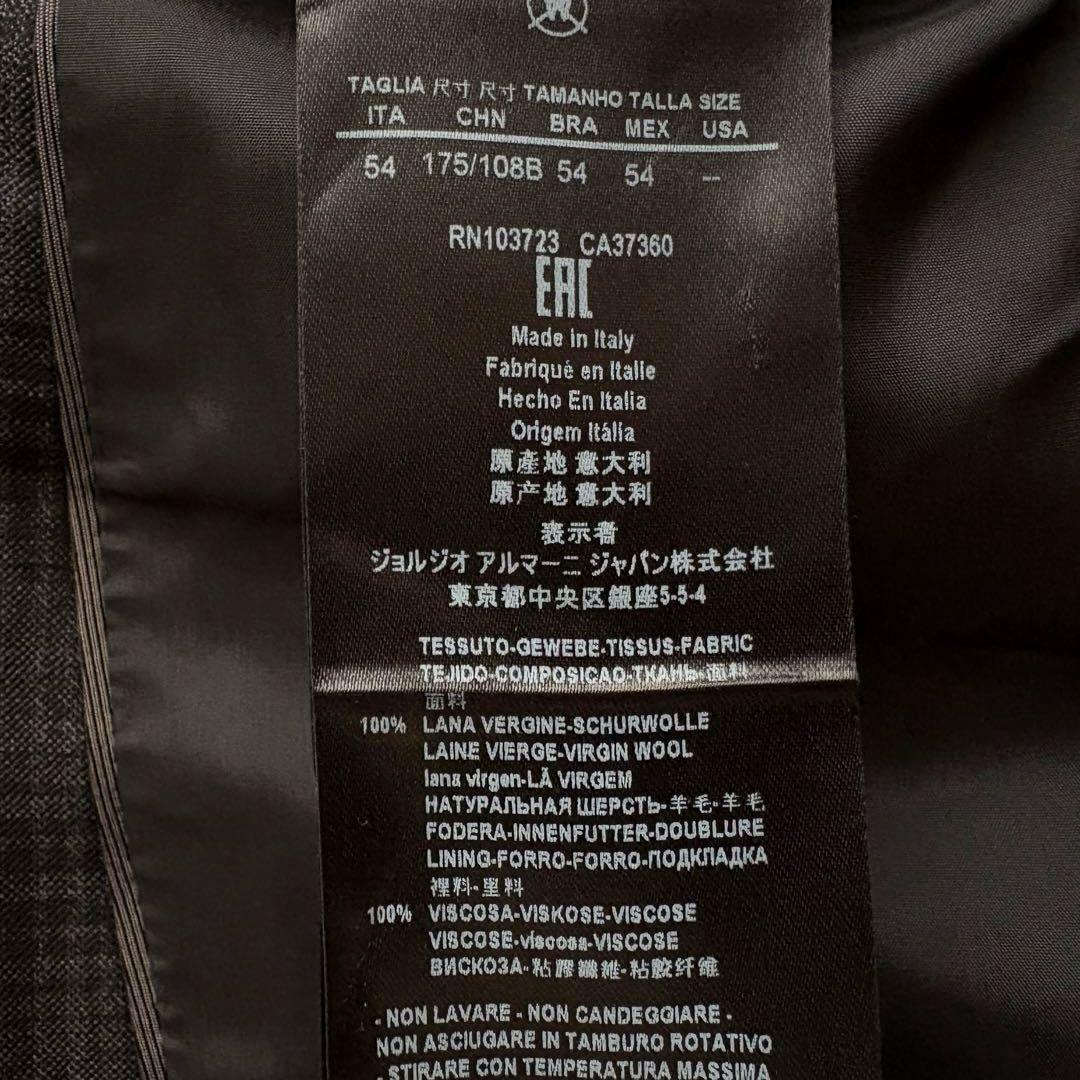 TAGLIA 尺寸 尺寸 TAMANHO TALLA SIZE
ITA CHN BRA MEX USA
54 175/108B 54 54 --
RN103723 CA37360
EAC
Made in Italy
Fabriqué en Italie
Hecho En Italia
Origem Itália
原產地 意大利
原产地 意大利
表示者
ジョルジオ アルマーニ ジャパン株式会社
東京都中央区銀座5-5-4
TESSUTO-GEWEBE-TISSUS-FABRIC
TEJIDO-COMPOSICAO-ТКАНЬ-面料
面料
100% LANA VERGINE-SCHURWOLLE
LAINE VIERGE-VIRGIN WOOL
lana virgen-LÃ VIRGEM
НАТУРАЛЬНАЯ ШЕРСТЬ-羊毛-羊毛
FODERA-INNENFUTTER-DOUBLURE
LINING-FORRO-FORRO-ПОДКЛАДКА
裡料-里料
100% VISCOSA-VISKOSE-VISCOSE
VISCOSE-viscosa-VISCOSE
ВИСКОЗА-粘膠纖維-粘胶纤维
- NON LAVARE - NON CANDEGGIARE -
NON ASCIUGARE IN TAMBURO ROTATIVO
- STIRARE CON TEMPERATURA MASSIMA